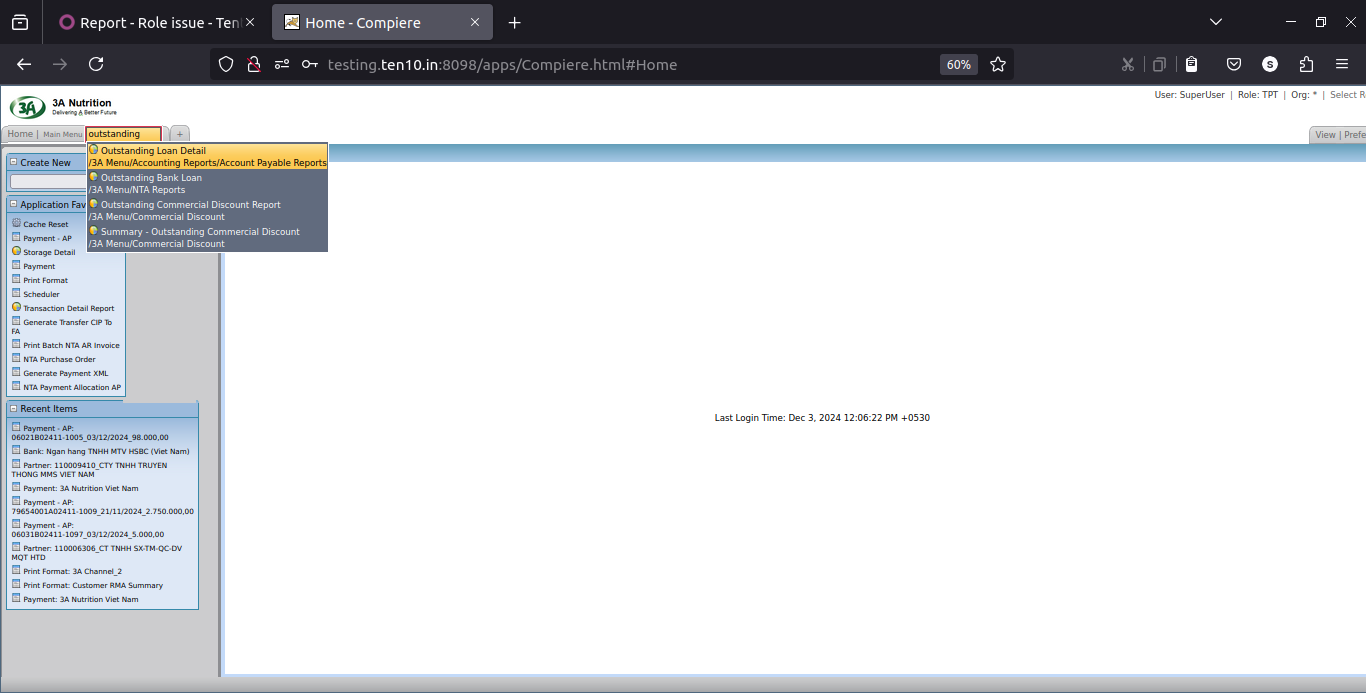 Report - Role issue - Ten
Home - Compiere
testing.ten10.in:8098/apps/Compiere.html#Home
60%
S
3A
3A Nutrition
Delivering A Better Future
User: SuperUser | Role: TPT | Org: * | Select R
Home | Main Menu
outstanding
+
View | Prefe
Outstanding Loan Detail
/3A Menu/Accounting Reports/Account Payable Reports
Outstanding Bank Loan
/3A Menu/NTA Reports
Outstanding Commercial Discount Report
/3A Menu/Commercial Discount
Summary - Outstanding Commercial Discount
/3A Menu/Commercial Discount
Create New
Application Fav
Cache Reset
Payment - AP
Storage Detail
Payment
Print Format
Scheduler
Transaction Detail Report
Generate Transfer CIP To
FA
Print Batch NTA AR Invoice
NTA Purchase Order
Generate Payment XML
NTA Payment Allocation AP
Recent Items
Payment - AP:
06021B02411-1005_03/12/2024_98.000,00
Bank: Ngan hang TNHH MTV HSBC (Viet Nam)
Partner: 110009410_CTY TNHH TRUYEN
THONG MMS VIET NAM
Payment: 3A Nutrition Viet Nam
Payment - AP:
79654001A02411-1009_21/11/2024_2.750.000,00
Payment - AP:
06031B02411-1097_03/12/2024_5.000,00
Partner: 110006306_CT TNHH SX-TM-QC-DV
MQT HTD
Print Format: 3A Channel_2
Print Format: Customer RMA Summary
Payment: 3A Nutrition Viet Nam
Last Login Time: Dec 3, 2024 12:06:22 PM +0530